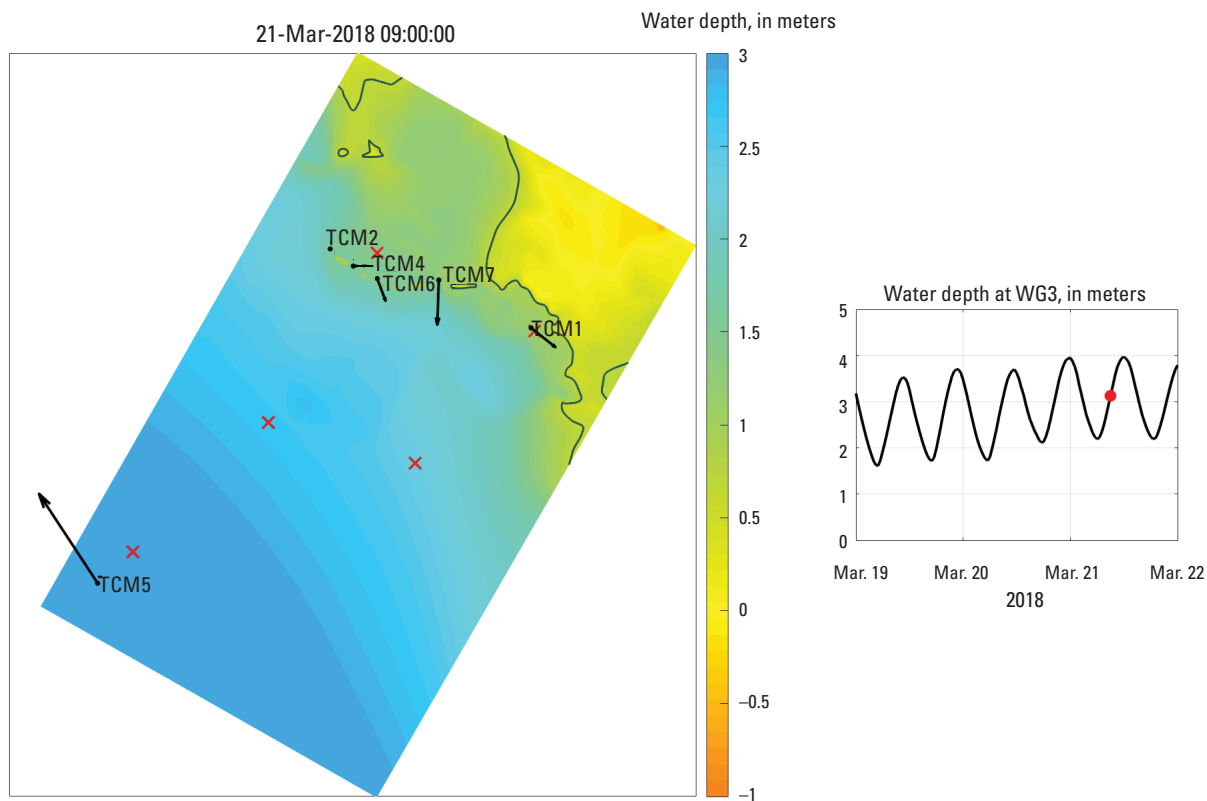 Water depth, in meters
21-Mar-2018 09:00:00
3
2.5
2
1.5
1
0.5
0
–0.5
–1
TCM2
TCM4
TCM6
TCM7
TCM1
TCM5
Water depth at WG3, in meters
5
4
3
2
1
0
Mar. 19
Mar. 20
Mar. 21
Mar. 22
2018